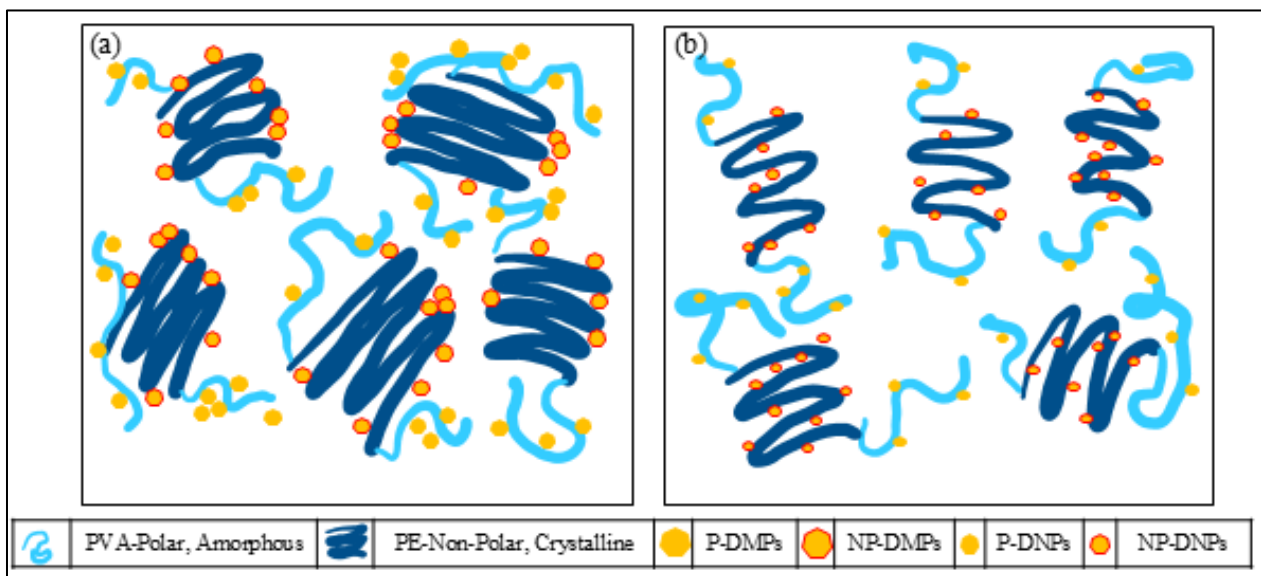 (a)
(b)
PVA-Polar, Amorphous PE-Non-Polar, Crystalline P-DMPs NP-DMPs P-DNPs NP-DNPs